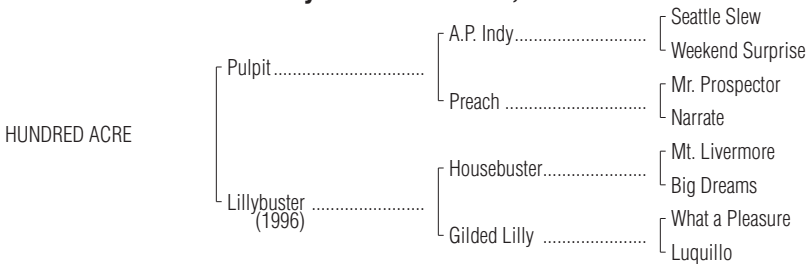 Seattle Slew
A.P. Indy..............................
Weekend Surprise
Pulpit..................................
Mr. Prospector
Preach ................................
Narrate
HUNDRED ACRE
Mt. Livermore
Housebuster.......................
Big Dreams
Lillybuster .........................
(1996)
What a Pleasure
Gilded Lilly .......................
Luquillo